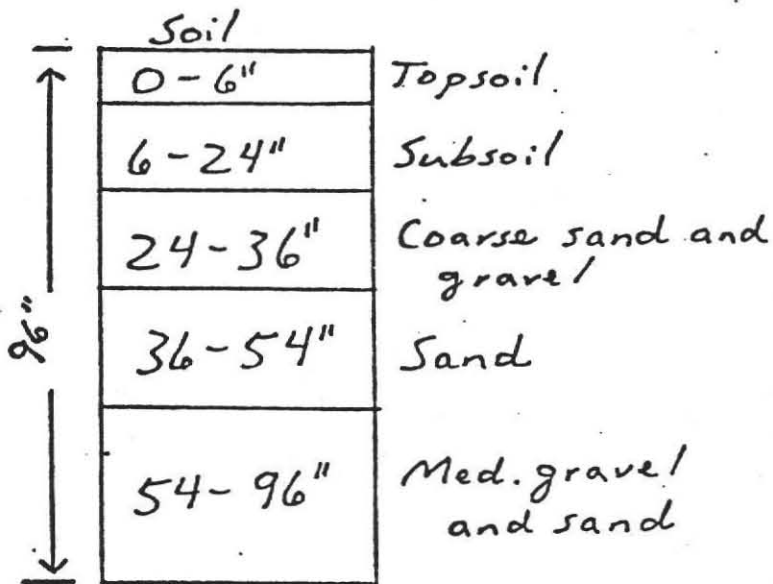 Soil
0-6" Topsoil.
6-24" Subsoil
24-36" Coarse sand and
gravel
96"
36-54" Sand
54-96" Med. gravel
and sand